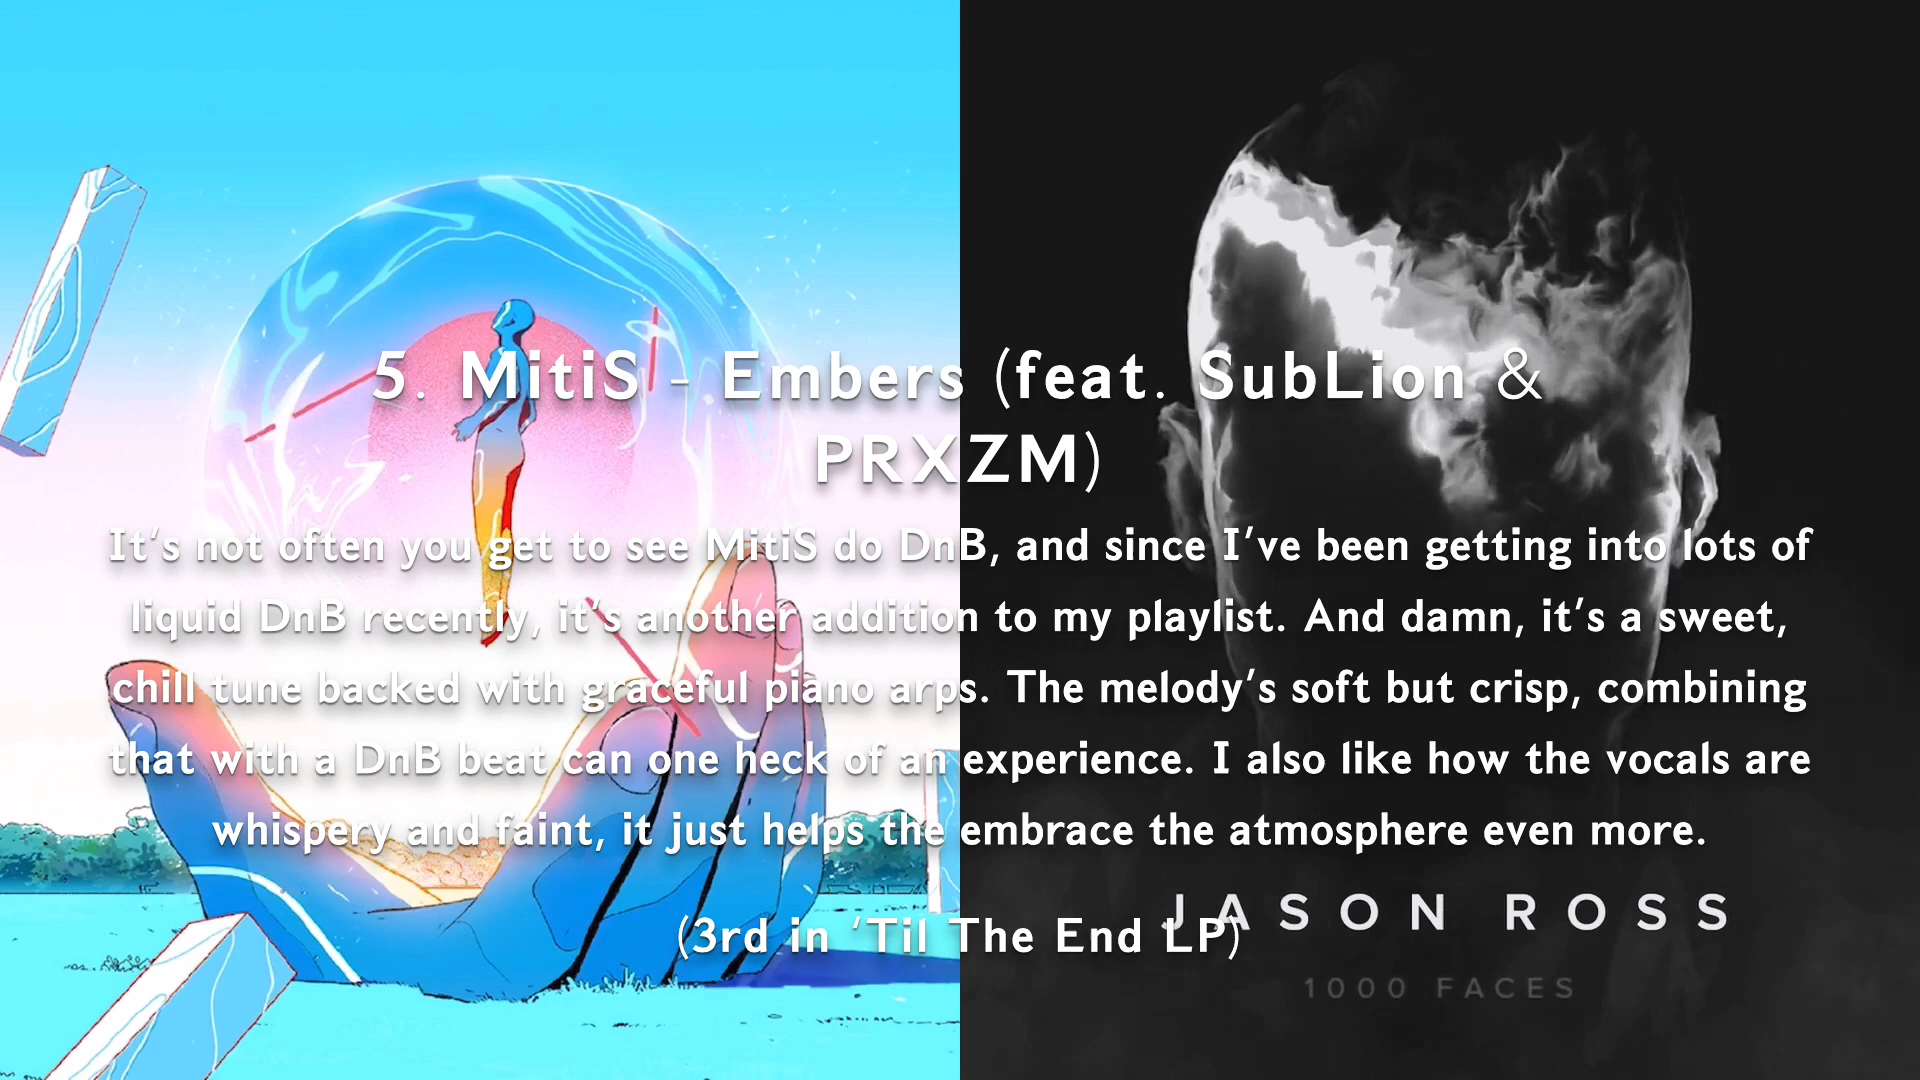 5. MitiS - Embers (feat. SubLion &
PRXZM)
It's not often you get to see MitiS do DnB, and since I've been getting into lots of
liquid DnB recently, it's another addition to my playlist. And damn, it's a sweet,
chill tune backed with graceful piano arps. The melody's soft but crisp, combining
that with a DnB beat can one heck of an experience. I also like how the vocals are
whispery and faint, it just helps the embrace the atmosphere even more.
(3rd in 'Til The End LP)
JASON ROSS
1000 FACES